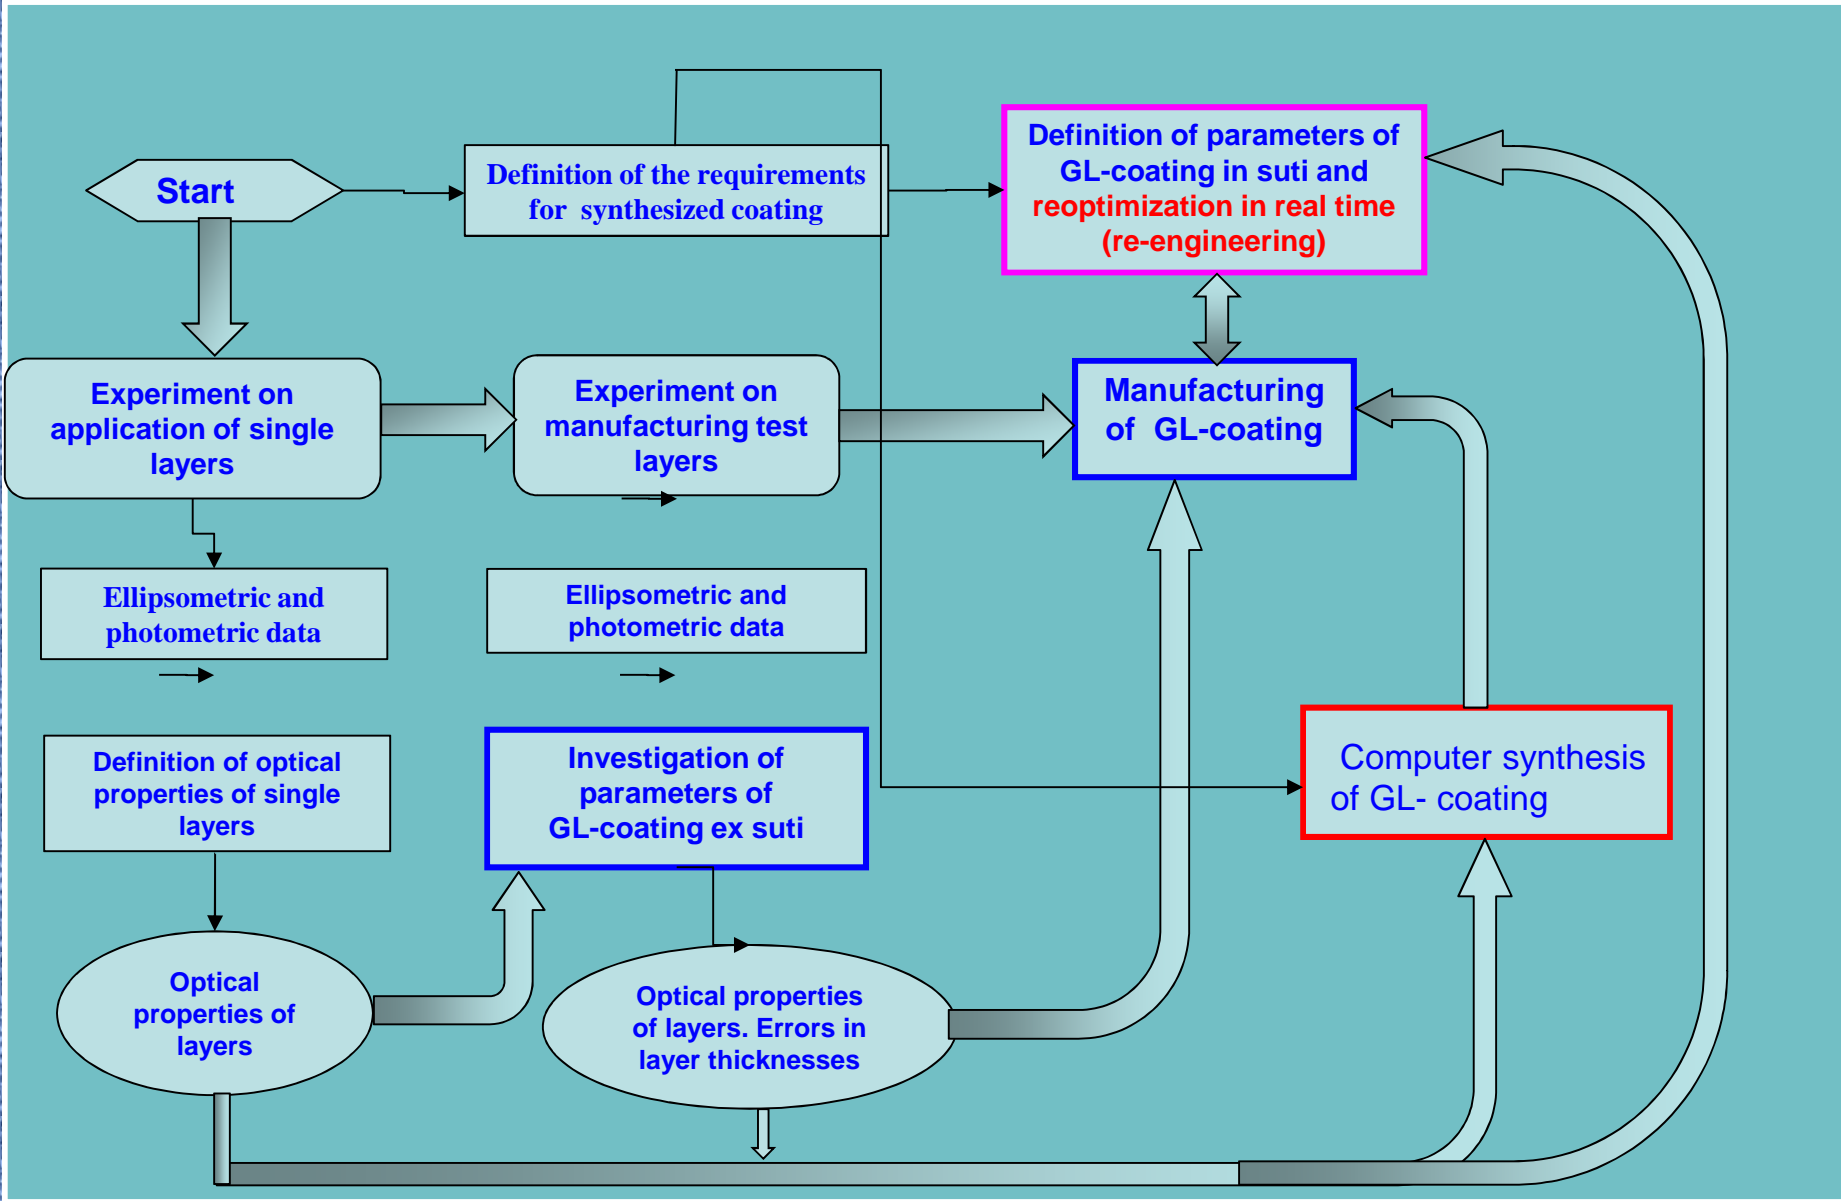 Start
Definition of the requirements
for synthesized coating
Definition of parameters of
GL-coating in suti and
reoptimization in real time
(re-engineering)
Experiment on
application of single
layers
Experiment on
manufacturing test
layers
Manufacturing
of GL-coating
Ellipsometric and
photometric data
Ellipsometric and
photometric data
Definition of optical
properties of single
layers
Investigation of
parameters of
GL-coating ex suti
Computer synthesis
of GL- coating
Optical
properties of
layers
Optical properties
of layers. Errors in
layer thicknesses